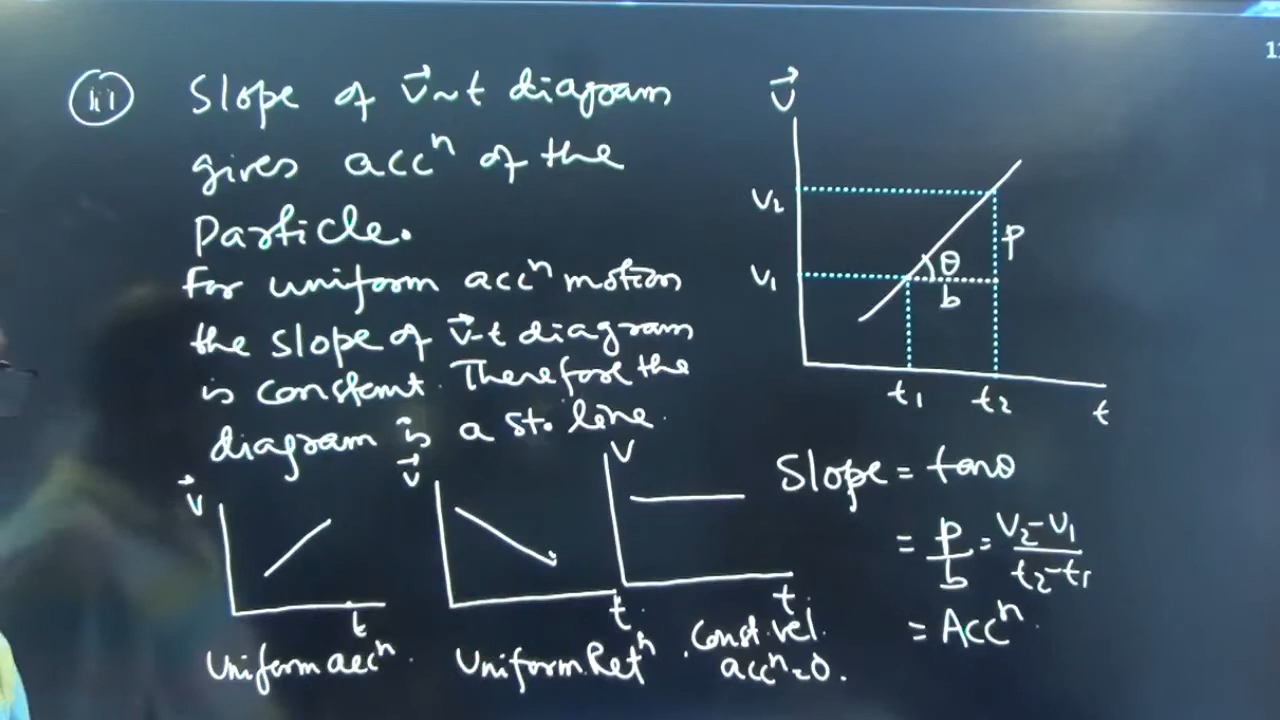 (iii) Slope of v⃗~t diagram
gives accⁿ of the
Particle.
For uniform accⁿ motion
the slope of v⃗-t diagram
is constant. Therefore the
diagram is a st. line.
v⃗
t
Uniform accⁿ.
v⃗
t
Uniform Retⁿ.
v
t
Const. vel.
accⁿ=0.
v⃗
v₂
v₁
θ
p
b
t₁ t₂ t
Slope = tanθ
= p/b = v₂-v₁/t₂-t₁
= Accⁿ.